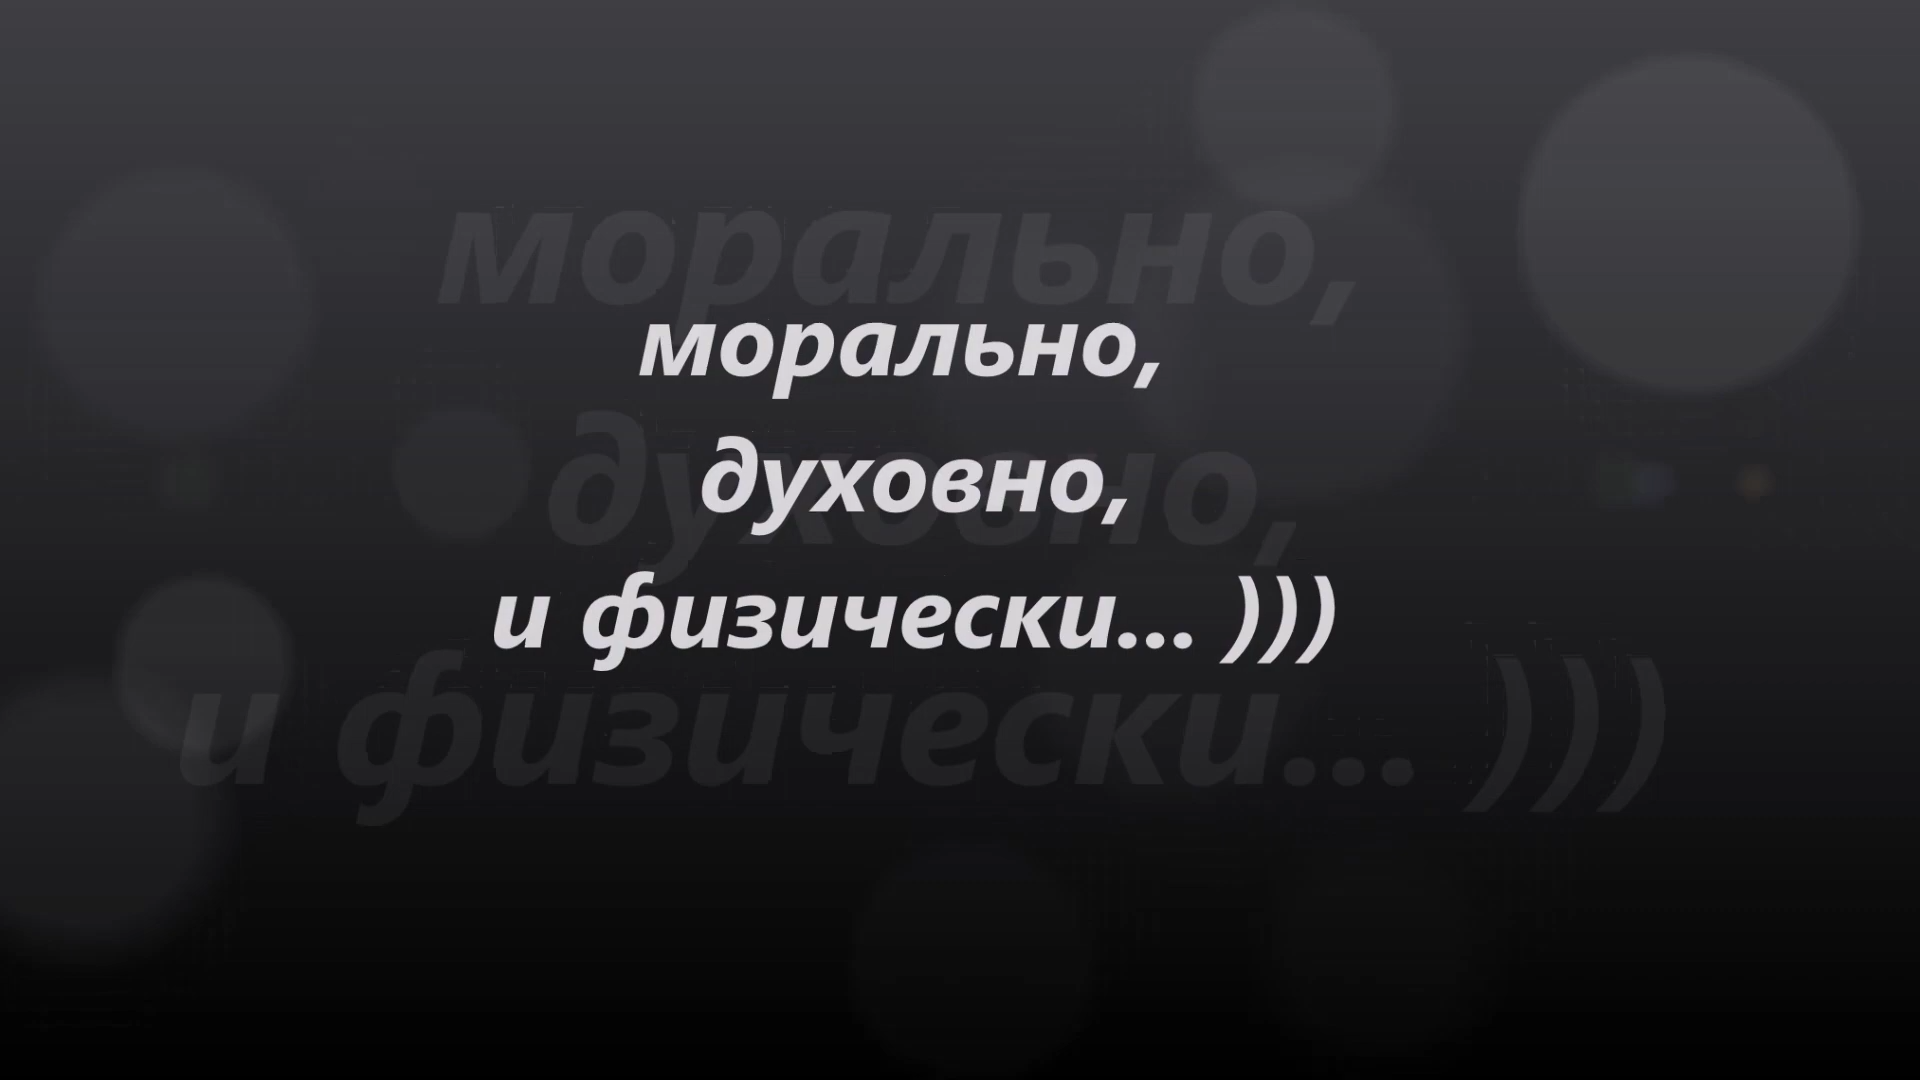 морально,
духовно,
и физически... )))